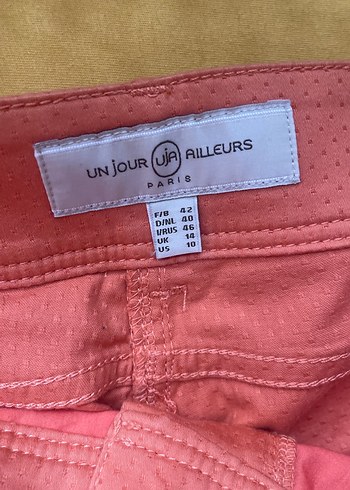 UN JOUR UJA AILLEURS
PARIS
F/B 42
D/NL 40
I/RUS 46
UK 14
US 10